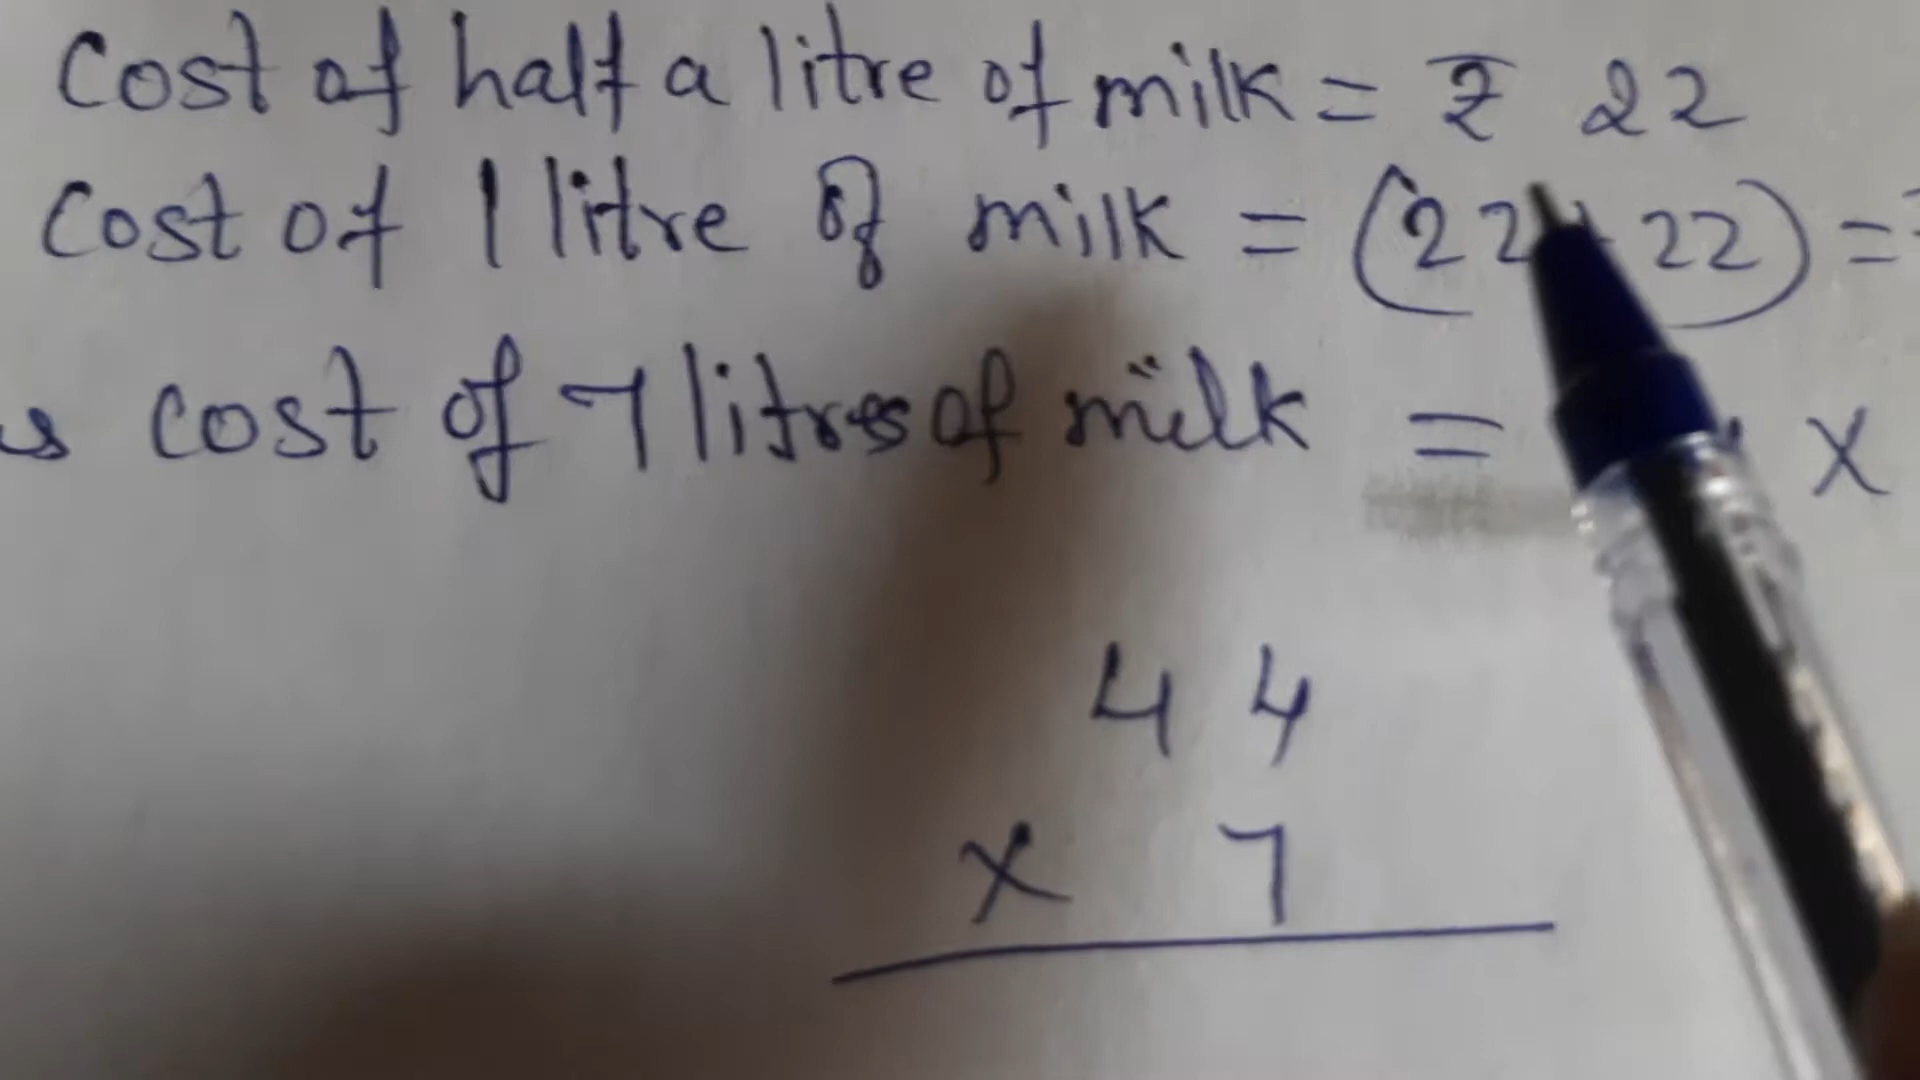 Cost of half a litre of milk = ₹ 22
Cost of 1 litre of milk = (22+22) =
s cost of 7 litres of milk = x
44
x 7